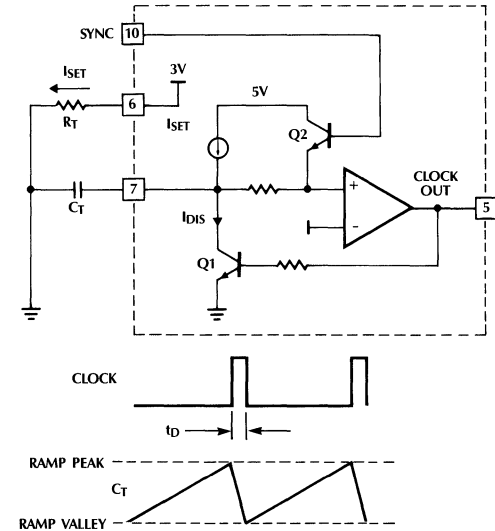 SYNC 10
ISET
3V
6
RT
ISET
5V
Q2
CT
7
+
-
CLOCK
OUT
5
IDIS
Q1
CLOCK
tD
RAMP PEAK
CT
RAMP VALLEY